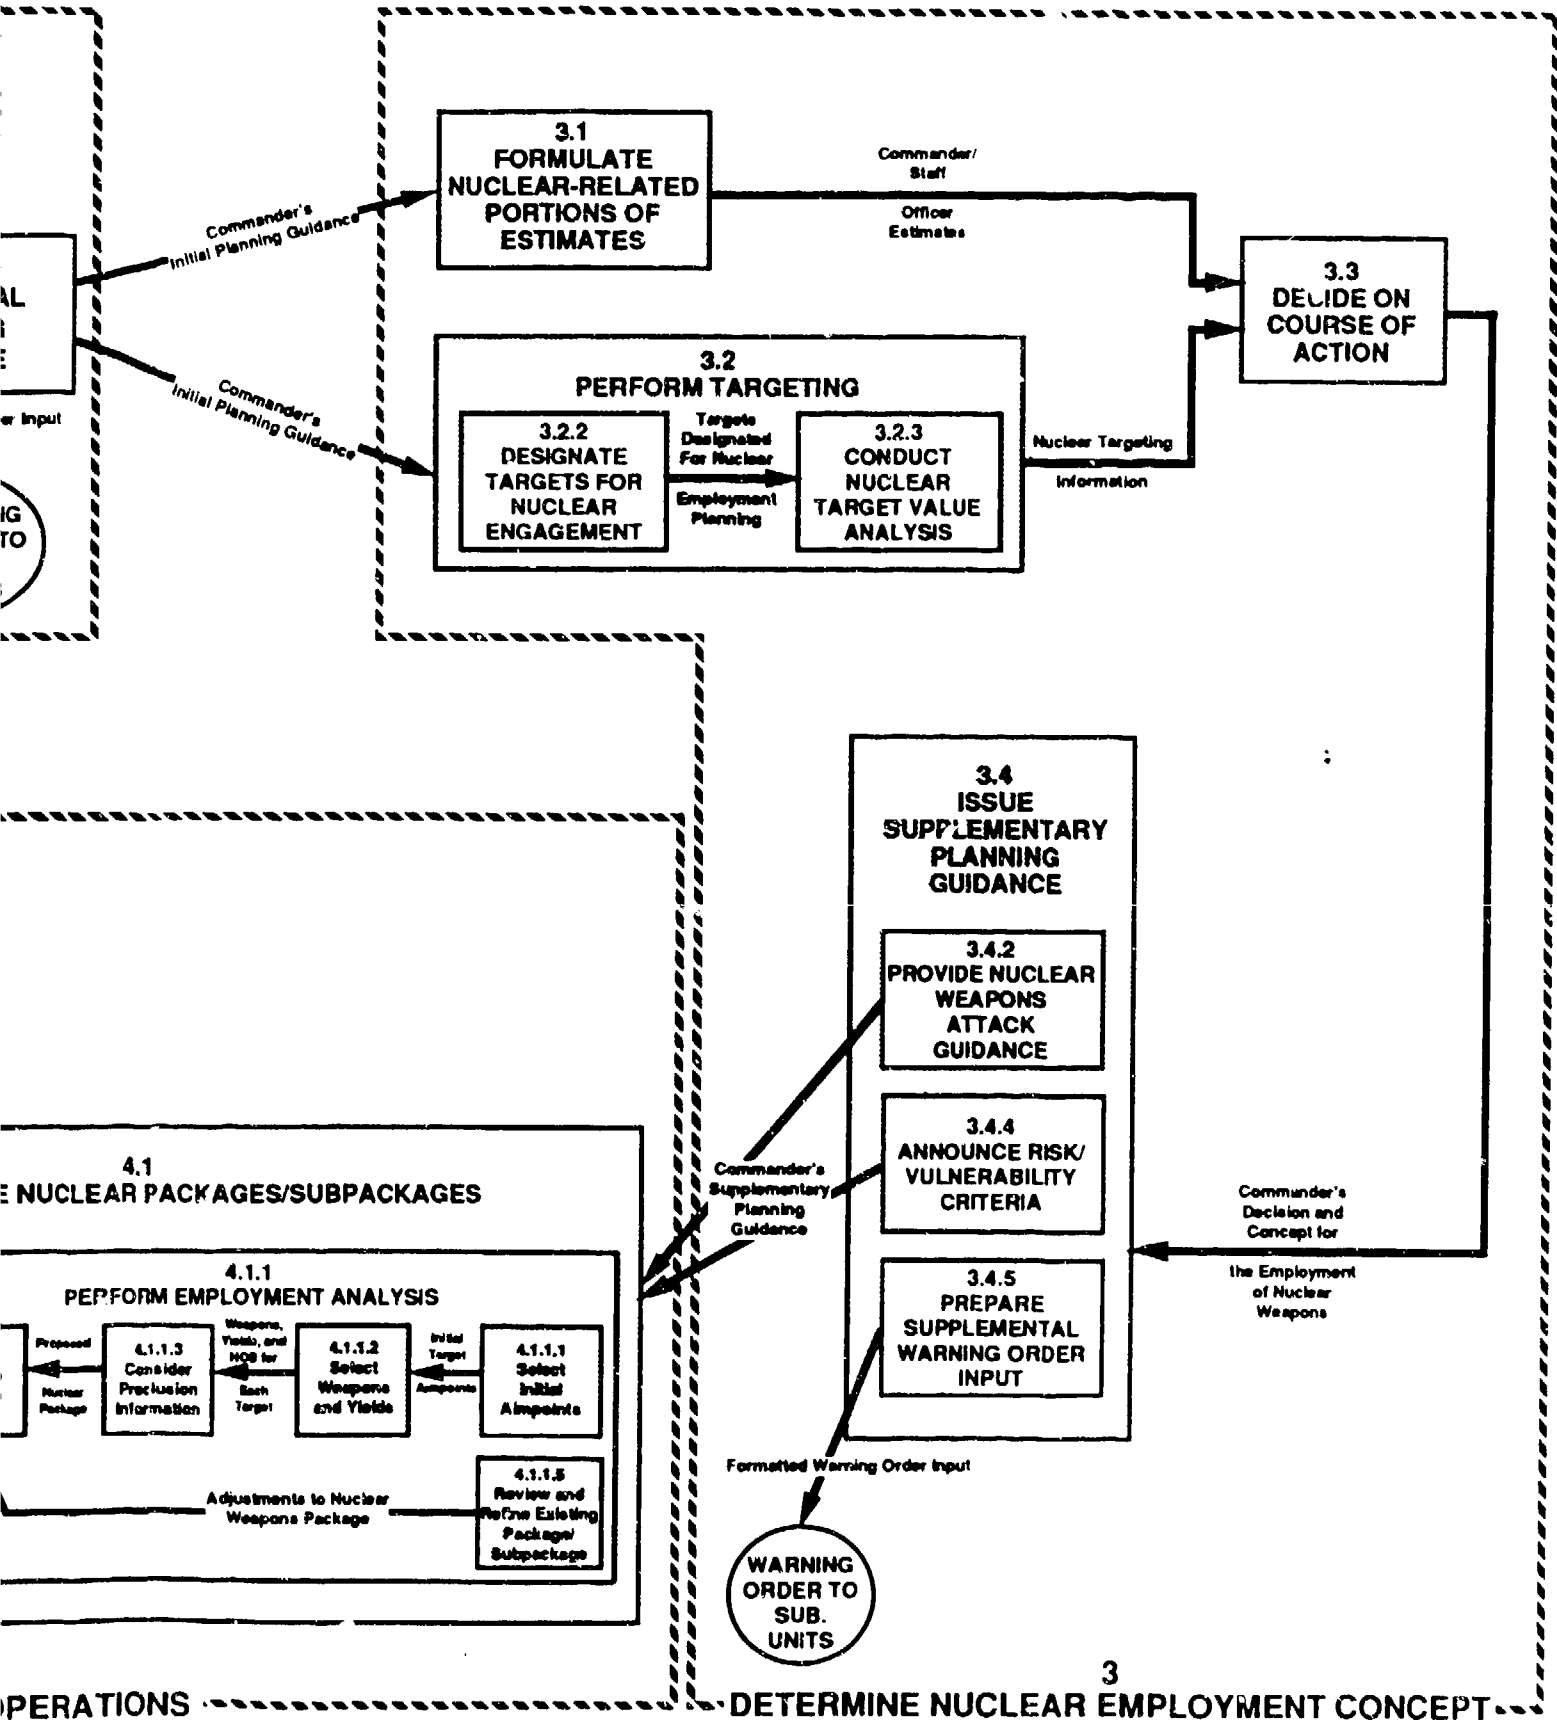 3.1
FORMULATE
NUCLEAR-RELATED
PORTIONS OF
ESTIMATES
Commander/
Staff
Officer
Estimates
Commander's
Initial Planning Guidance
3.3
DECIDE ON
COURSE OF
ACTION
AL
E
er Input
Commander's
Initial Planning Guidance
3.2
PERFORM TARGETING
3.2.2
DESIGNATE
TARGETS FOR
NUCLEAR
ENGAGEMENT
Targets
Designated
For Nuclear
Employment
Planning
3.2.3
CONDUCT
NUCLEAR
TARGET VALUE
ANALYSIS
Nuclear Targeting
Information
NG
TO
3.4
ISSUE
SUPPLEMENTARY
PLANNING
GUIDANCE
3.4.2
PROVIDE NUCLEAR
WEAPONS
ATTACK
GUIDANCE
3.4.4
ANNOUNCE RISK/
VULNERABILITY
CRITERIA
3.4.5
PREPARE
SUPPLEMENTAL
WARNING ORDER
INPUT
Commander's
Supplementary
Planning
Guidance
Commander's
Decision and
Concept for
the Employment
of Nuclear
Weapons
4.1
E NUCLEAR PACKAGES/SUBPACKAGES
4.1.1
PERFORM EMPLOYMENT ANALYSIS
Proposed
Nuclear
Package
4.1.1.3
Consider
Preclusion
Information
Weapons,
Yields, and
HOB for
Each
Target
4.1.1.2
Select
Weapons
and Yields
Initial
Target
Aimpoints
4.1.1.1
Select
Initial
Aimpoints
4.1.1.5
Review and
Refine Existing
Package/
Subpackage
Adjustments to Nuclear
Weapons Package
Formatted Warning Order Input
WARNING
ORDER TO
SUB.
UNITS
OPERATIONS
3
DETERMINE NUCLEAR EMPLOYMENT CONCEPT